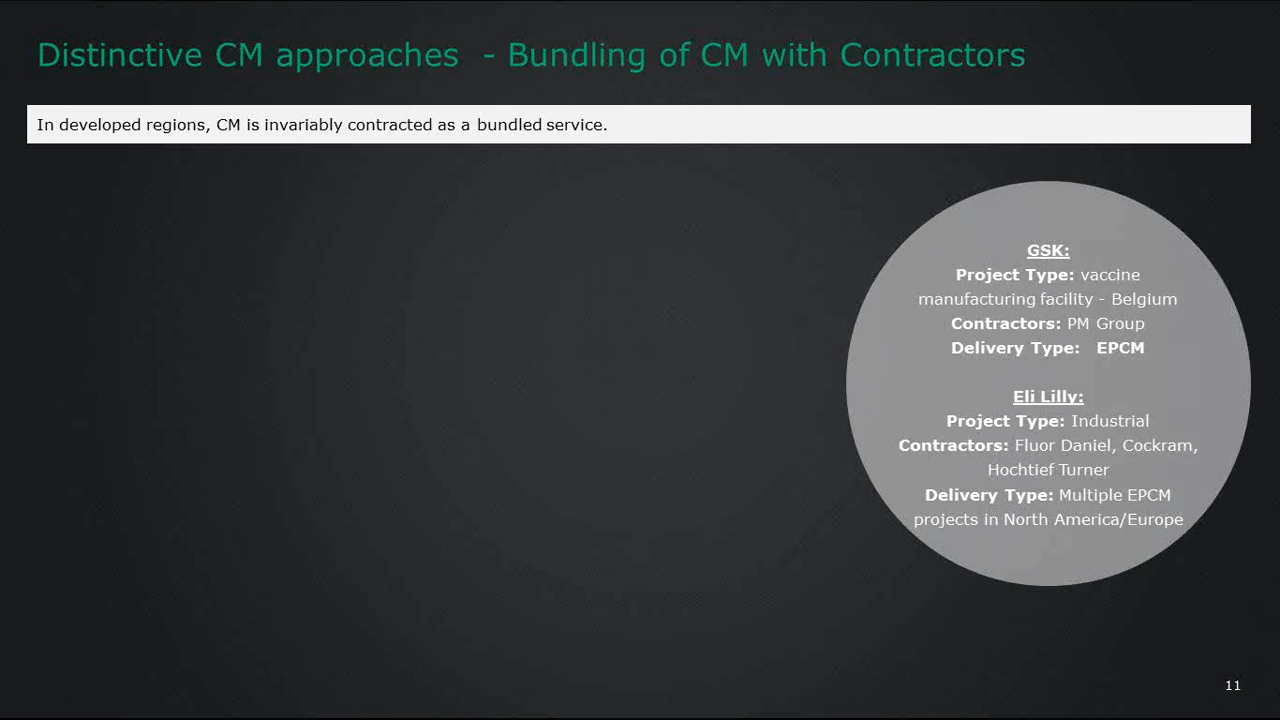 Distinctive CM approaches - Bundling of CM with Contractors
In developed regions, CM is invariably contracted as a bundled service.
GSK:
Project Type: vaccine
manufacturing facility - Belgium
Contractors: PM Group
Delivery Type: EPCM
Eli Lilly:
Project Type: Industrial
Contractors: Fluor Daniel, Cockram,
Hochtief Turner
Delivery Type: Multiple EPCM
projects in North America/Europe
11